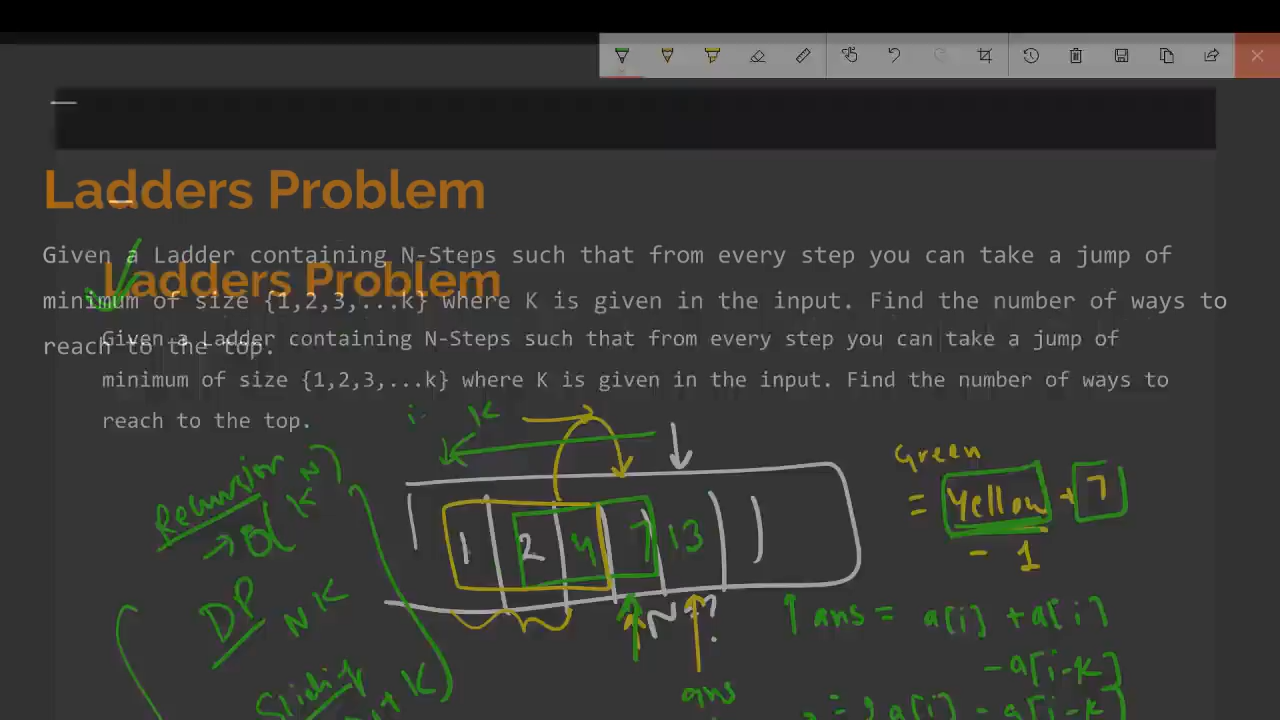 Ladders Problem
Given a Ladder containing N-Steps such that from every step you can take a jump of
minimum of size {1,2,3,...k} where K is given in the input. Find the number of ways to
reach to the top.
Ladders Problem
Given a Ladder containing N-Steps such that from every step you can take a jump of
minimum of size {1,2,3,...k} where K is given in the input. Find the number of ways to
reach to the top.
K
Recursion
→ O(K^N)
DP
NK
1 2 4 7 13
N ?
ans
Green
= Yellow + 7
- 1
ans = a[i] + a[i]
- a[i-K]
= 2a[i] - a[i-K]